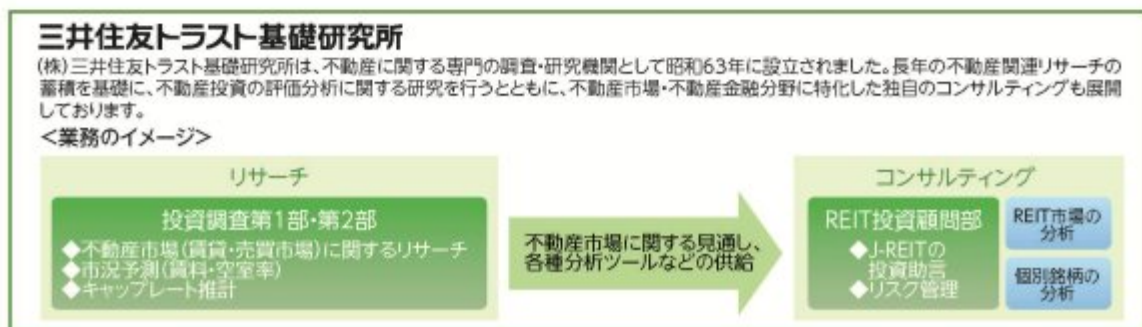 三井住友トラスト基礎研究所
(株)三井住友トラスト基礎研究所は、不動産に関する専門の調査・研究機関として昭和63年に設立されました。長年の不動産関連リサーチの
蓄積を基礎に、不動産投資の評価分析に関する研究を行うとともに、不動産市場・不動産金融分野に特化した独自のコンサルティングも展開
しております。
＜業務のイメージ＞
リサーチ
投資調査第1部・第2部
◆不動産市場(賃貸・売買市場)に関するリサーチ
◆市況予測(賃料・空室率)
◆キャップレート推計
不動産市場に関する見通し、
各種分析ツールなどの供給
コンサルティング
REIT投資顧問部
◆J-REITの
投資助言
◆リスク管理
REIT市場の
分析
個別銘柄の
分析